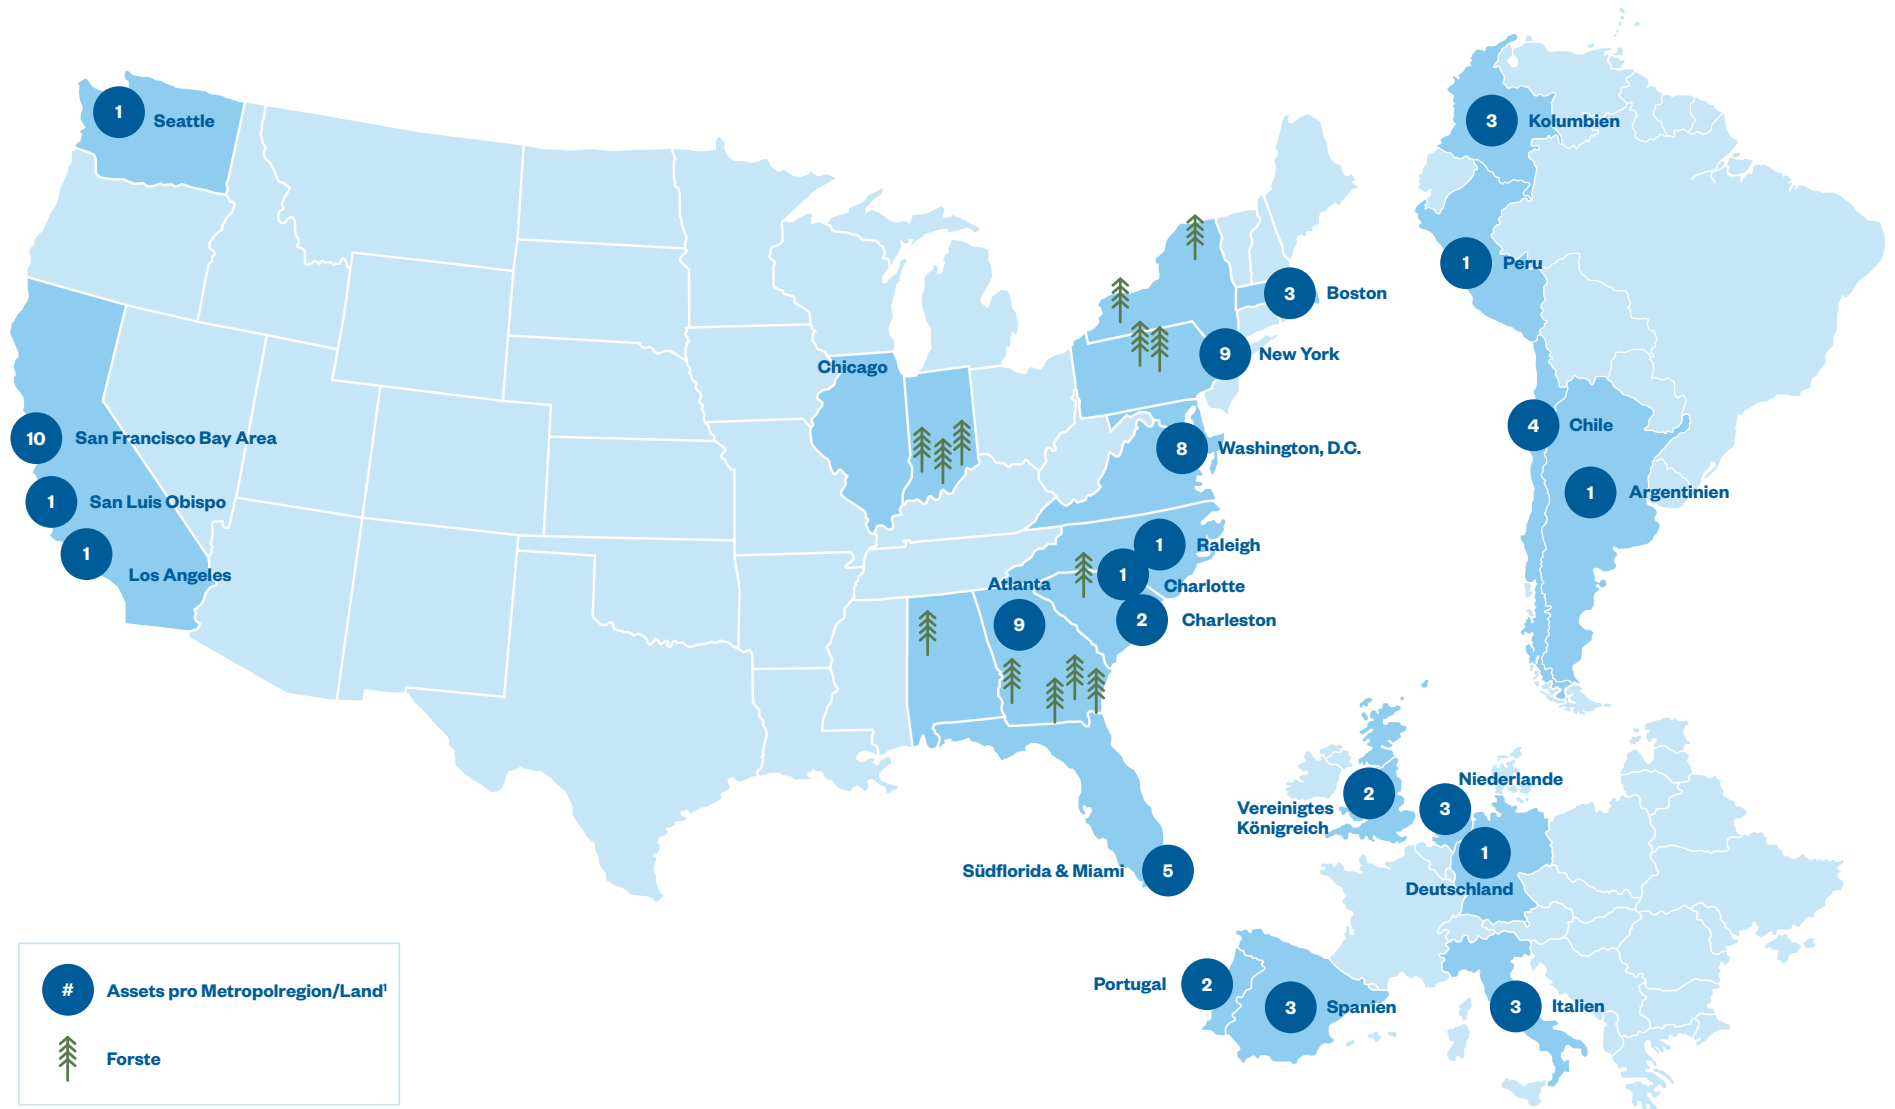 1
Seattle
10
San Francisco Bay Area
1
San Luis Obispo
1
Los Angeles
Chicago
3
Boston
9
New York
8
Washington, D.C.
1
Raleigh
1
Charlotte
2
Charleston
Atlanta
9
Südflorida & Miami
5
3
Kolumbien
1
Peru
4
Chile
1
Argentinien
2
Vereinigtes
Königreich
Niederlande
3
1
Deutschland
Portugal
2
3
Spanien
3
Italien
# Assets pro Metropolregion/Land¹
Forste